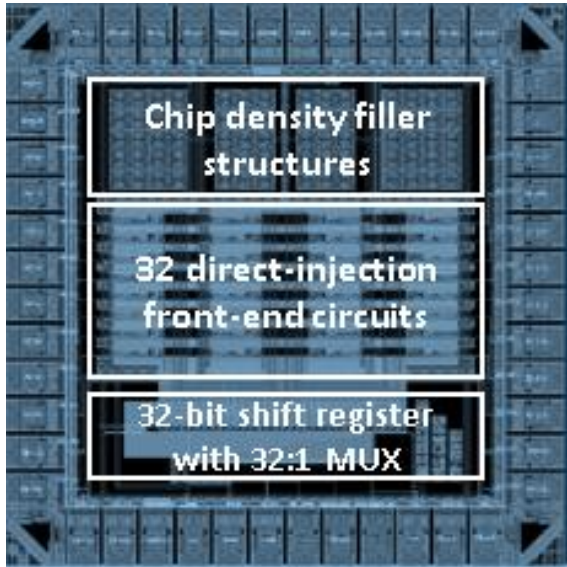 Chip density filler
structures
32 direct-injection
front-end circuits
32-bit shift register
with 32:1 MUX